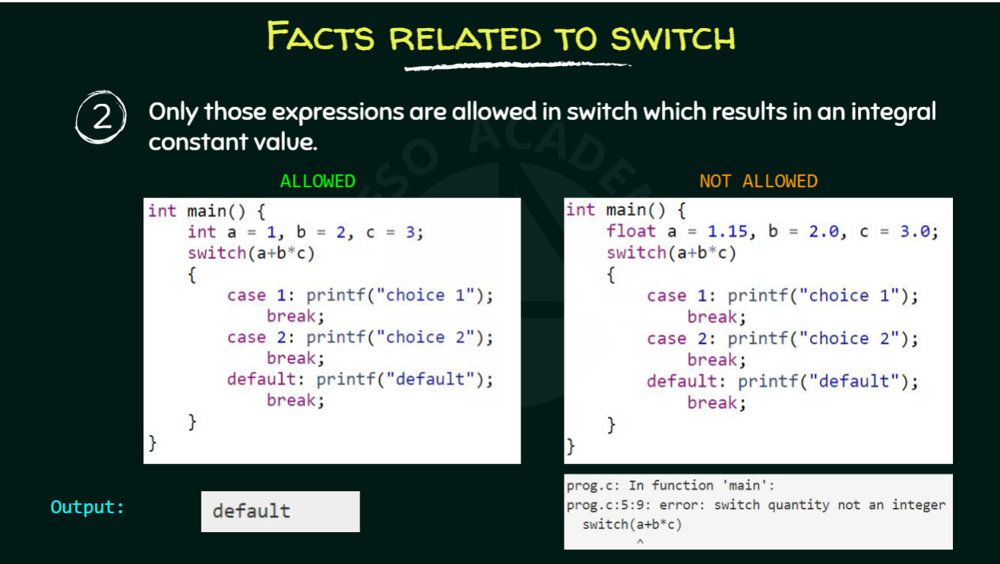 FACTS RELATED TO SWITCH
2
Only those expressions are allowed in switch which results in an integral
constant value.
ALLOWED
int main() {
    int a = 1, b = 2, c = 3;
    switch(a+b*c)
    {
        case 1: printf("choice 1");
            break;
        case 2: printf("choice 2");
            break;
        default: printf("default");
            break;
    }
}
NOT ALLOWED
int main() {
    float a = 1.15, b = 2.0, c = 3.0;
    switch(a+b*c)
    {
        case 1: printf("choice 1");
            break;
        case 2: printf("choice 2");
            break;
        default: printf("default");
            break;
    }
}
Output:
default
prog.c: In function 'main':
prog.c:5:9: error: switch quantity not an integer
  switch(a+b*c)
         ^
ESO ACADEM